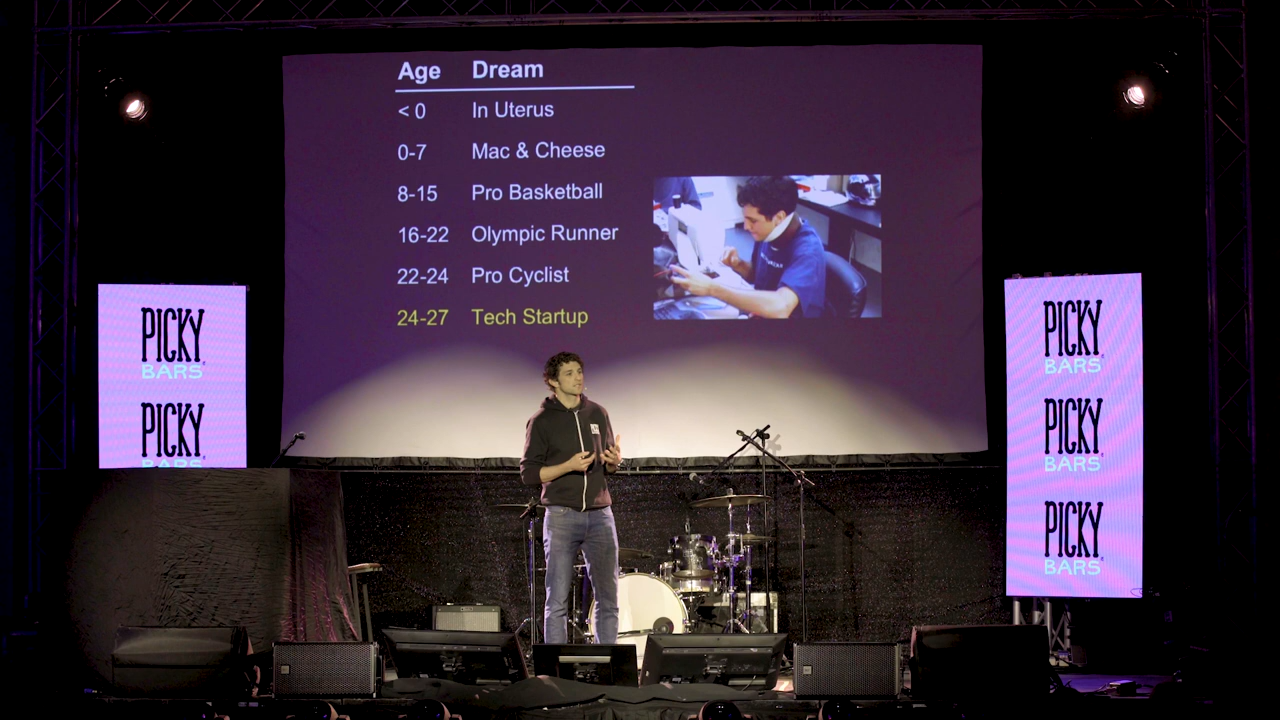 Age Dream
< 0 In Uterus
0-7 Mac & Cheese
8-15 Pro Basketball
16-22 Olympic Runner
22-24 Pro Cyclist
24-27 Tech Startup
PICKY
BARS
PICKY
BARS
PICKY
BARS
PICKY
BARS
PICKY
BARS